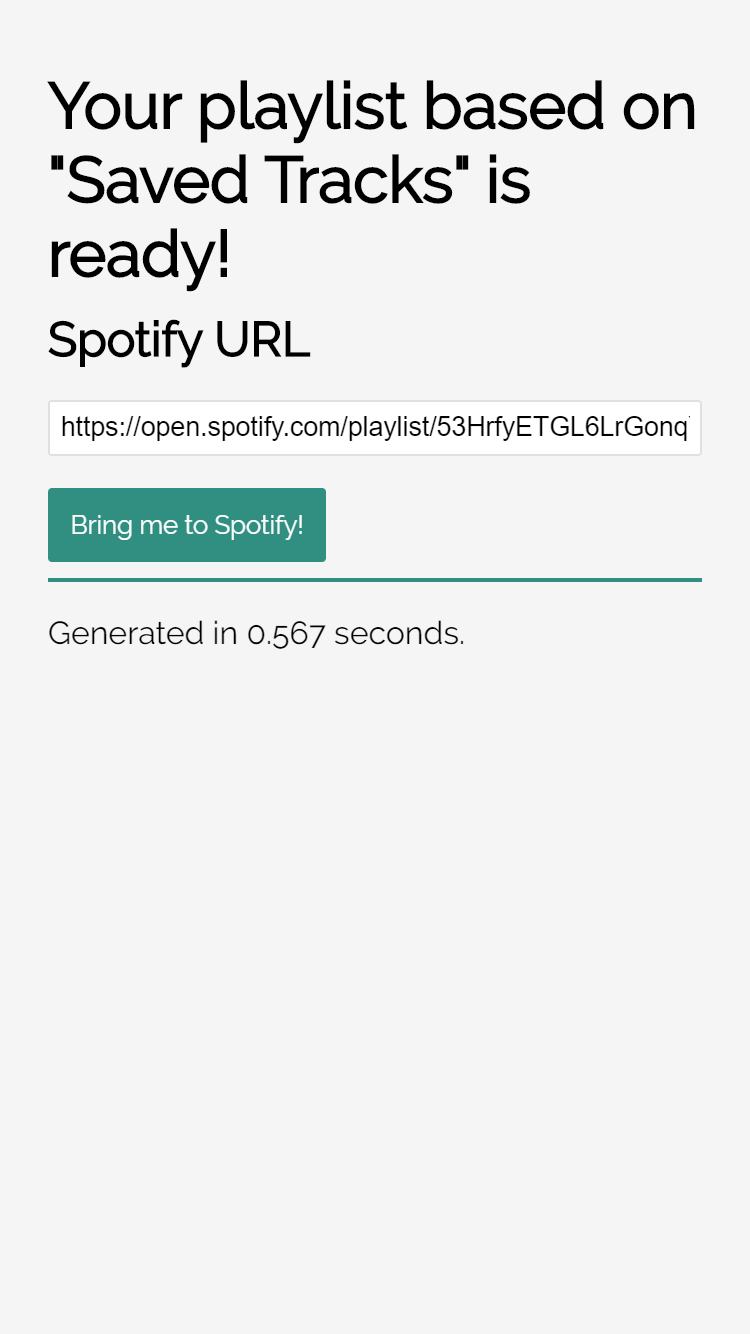 Your playlist based on
"Saved Tracks" is
ready!
Spotify URL
https://open.spotify.com/playlist/53HrfyETGL6LrGonq
Bring me to Spotify!
Generated in 0.567 seconds.